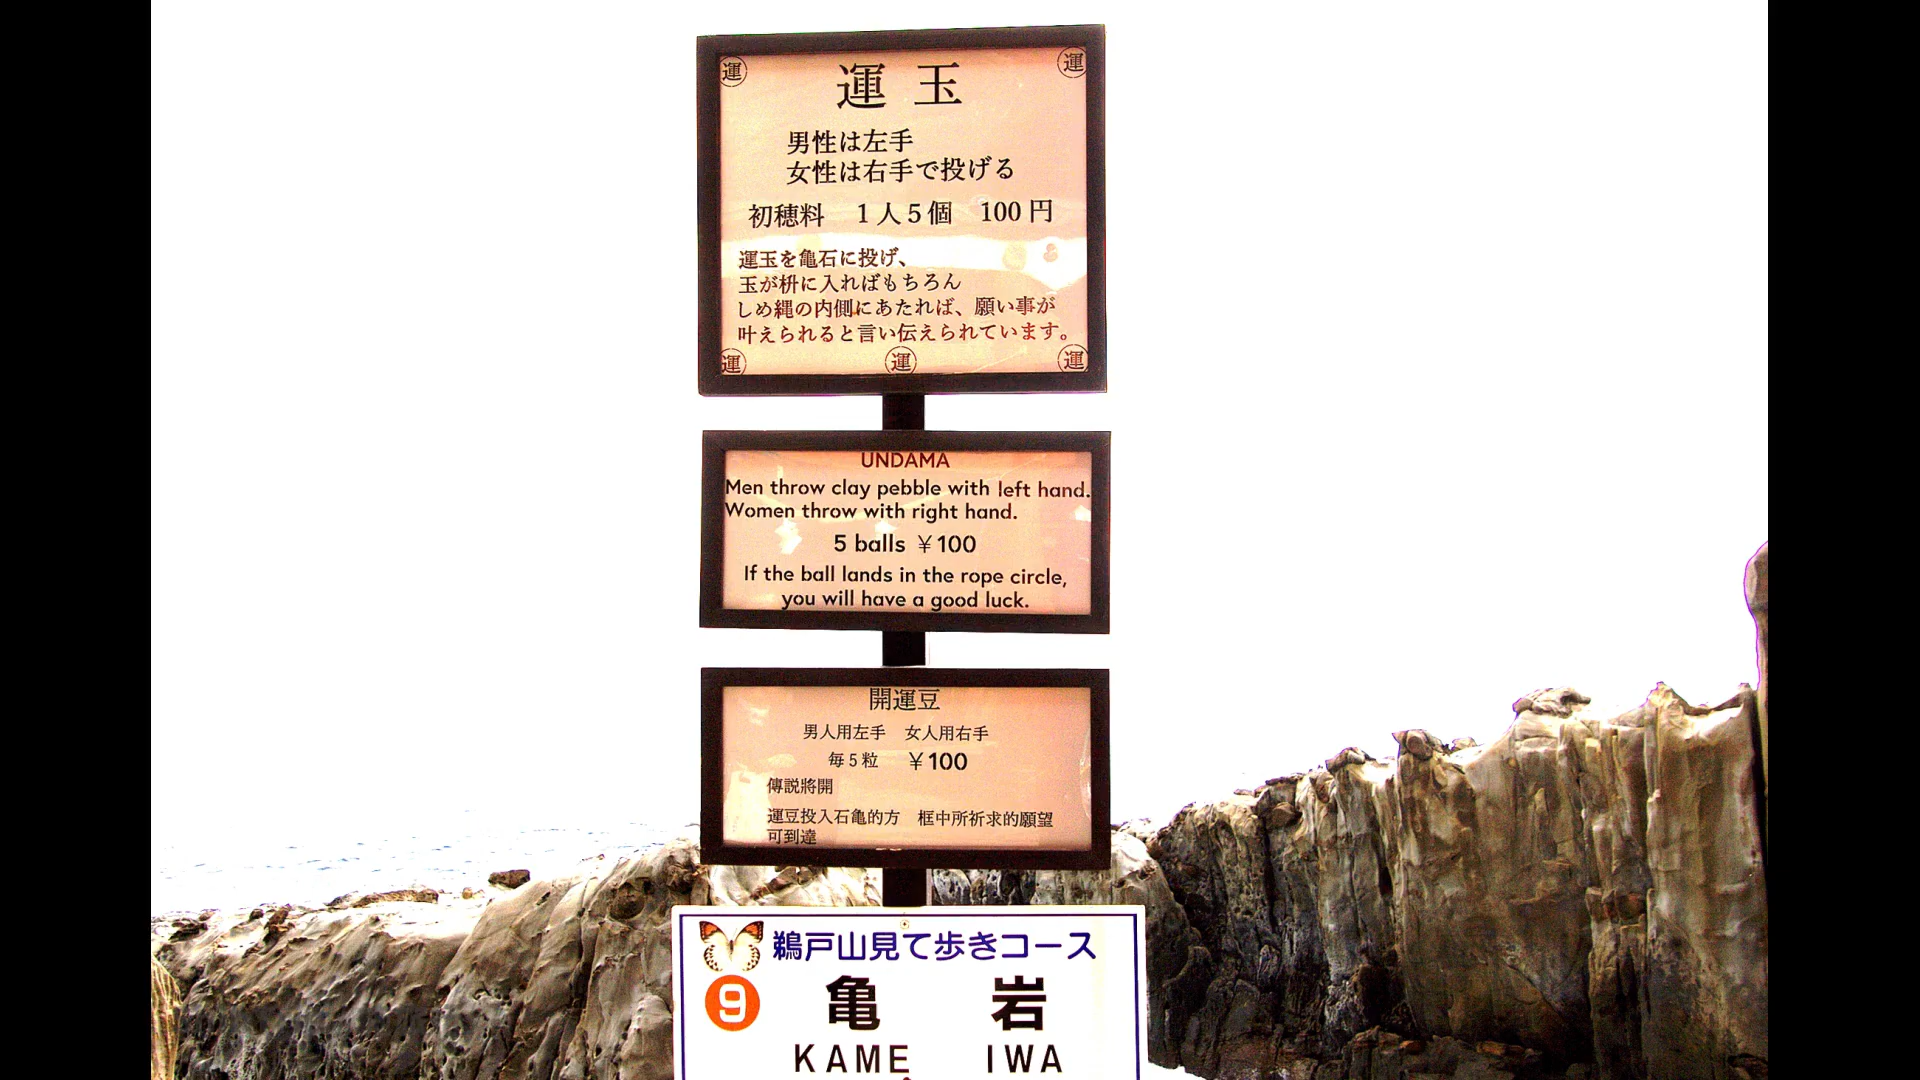 運 運
運 玉
男性は左手
女性は右手で投げる
初穂料 1人5個 100円
運玉を亀石に投げ、
玉が枡に入ればもちろん
しめ縄の内側にあたれば、願い事が
叶えられると言い伝えられています。
運 運 運
UNDAMA
Men throw clay pebble with left hand.
Women throw with right hand.
5 balls ￥100
If the ball lands in the rope circle,
you will have a good luck.
開運豆
男人用左手 女人用右手
毎5粒 ￥100
傳説將開
運豆投入石亀的方 框中所祈求的願望
可到達
鵜戸山見て歩きコース
9 亀 岩
KAME IWA